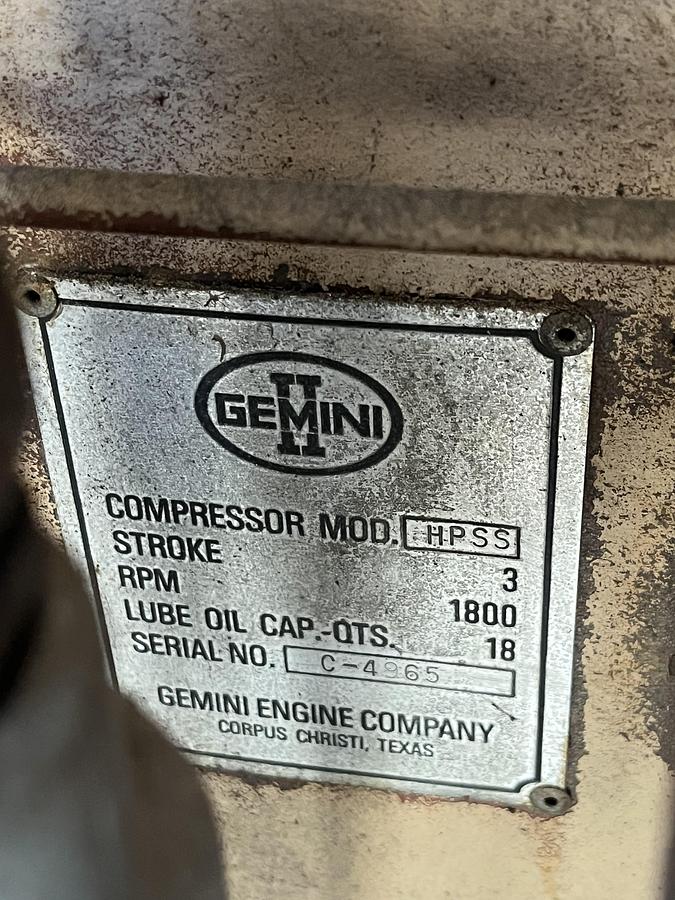 II
GEMINI
COMPRESSOR MOD. HPSS
STROKE 3
RPM 1800
LUBE OIL CAP.-QTS. 18
SERIAL NO. C-4965
GEMINI ENGINE COMPANY
CORPUS CHRISTI, TEXAS